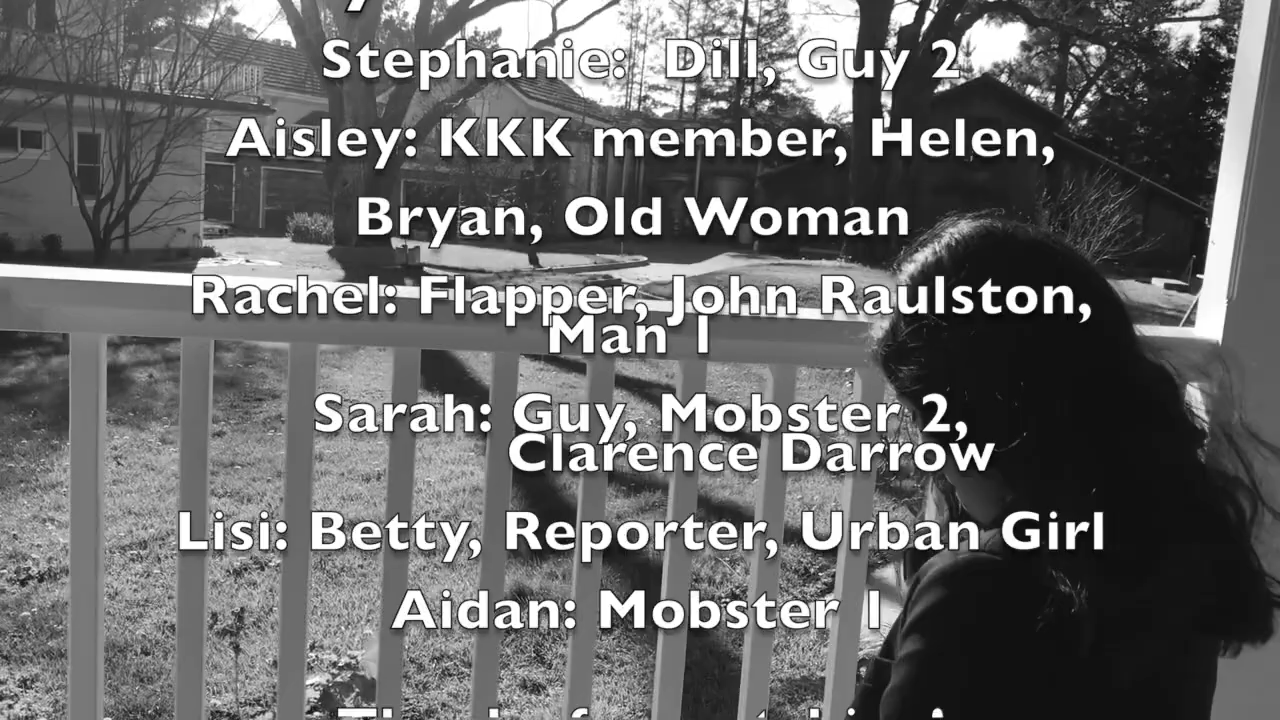 Stephanie: Dill, Guy 2
Aisley: KKK member, Helen,
Bryan, Old Woman
Rachel: Flapper, John Raulston,
Man 1
Sarah: Guy, Mobster 2,
Clarence Darrow
Lisi: Betty, Reporter, Urban Girl
Aidan: Mobster 1